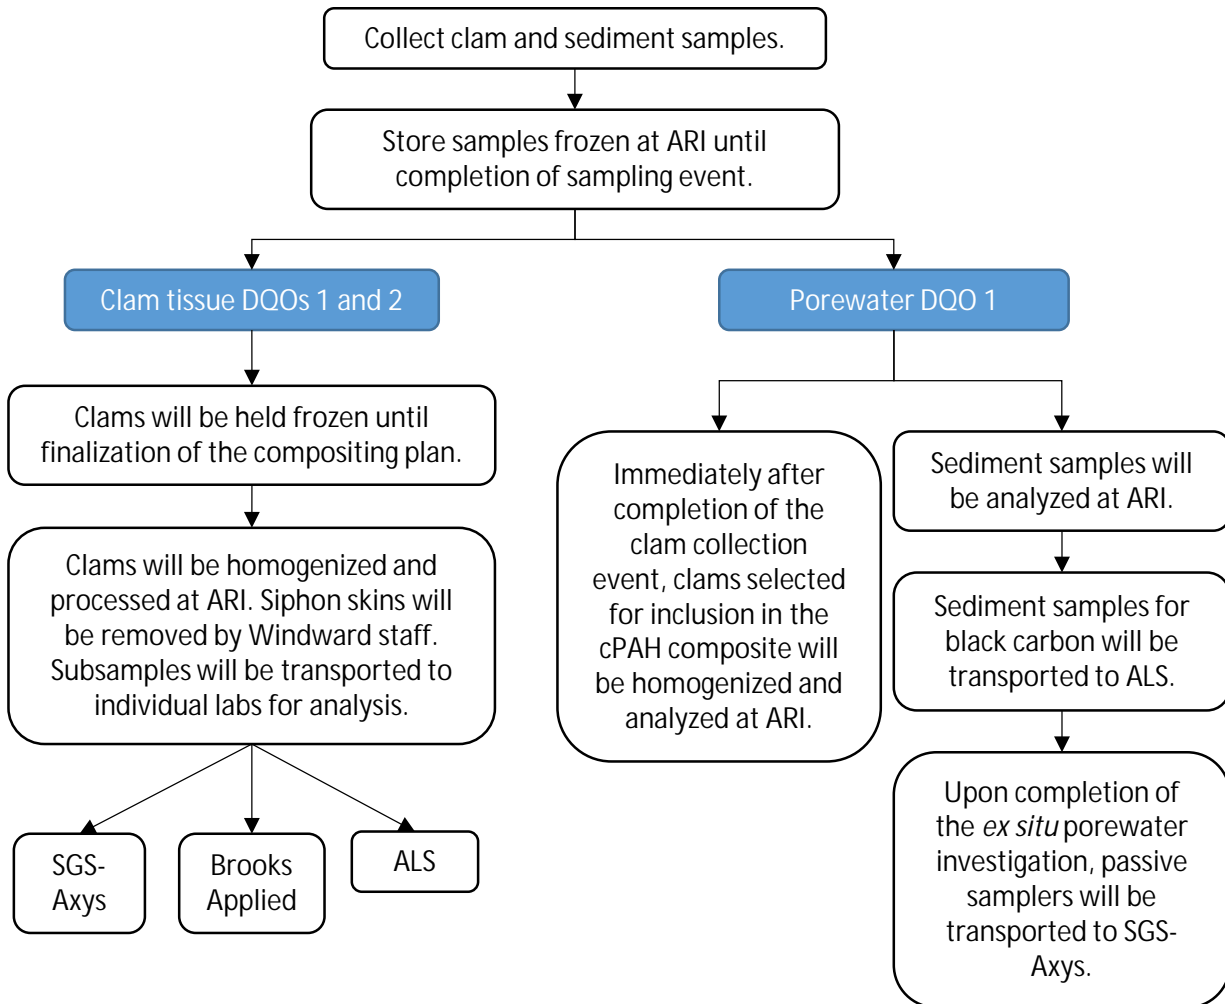 Collect clam and sediment samples.
Store samples frozen at ARI until
completion of sampling event.
Clam tissue DQOs 1 and 2
Porewater DQO 1
Clams will be held frozen until
finalization of the compositing plan.
Clams will be homogenized and
processed at ARI. Siphon skins will
be removed by Windward staff.
Subsamples will be transported to
individual labs for analysis.
SGS-
Axys
Brooks
Applied
ALS
Immediately after
completion of the
clam collection
event, clams selected
for inclusion in the
cPAH composite will
be homogenized and
analyzed at ARI.
Sediment samples will
be analyzed at ARI.
Sediment samples for
black carbon will be
transported to ALS.
Upon completion of
the ex situ porewater
investigation, passive
samplers will be
transported to SGS-
Axys.